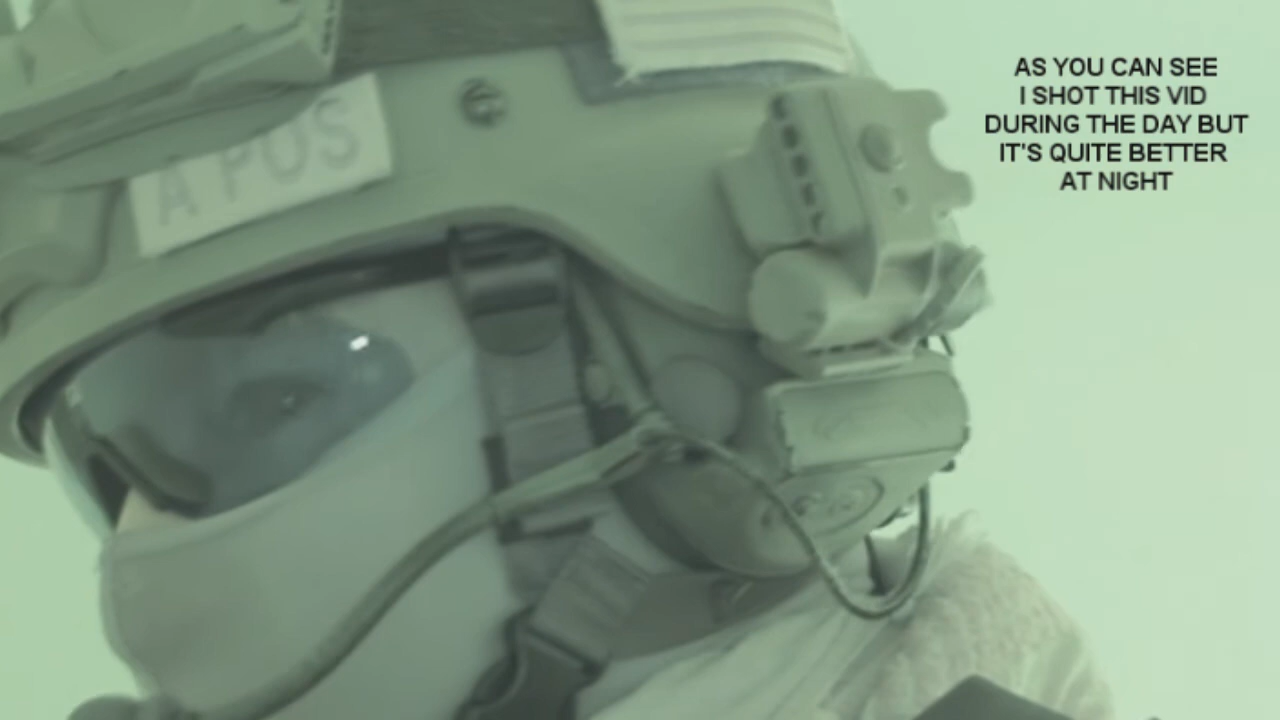 AS YOU CAN SEE
I SHOT THIS VID
DURING THE DAY BUT
IT'S QUITE BETTER
AT NIGHT
A POS